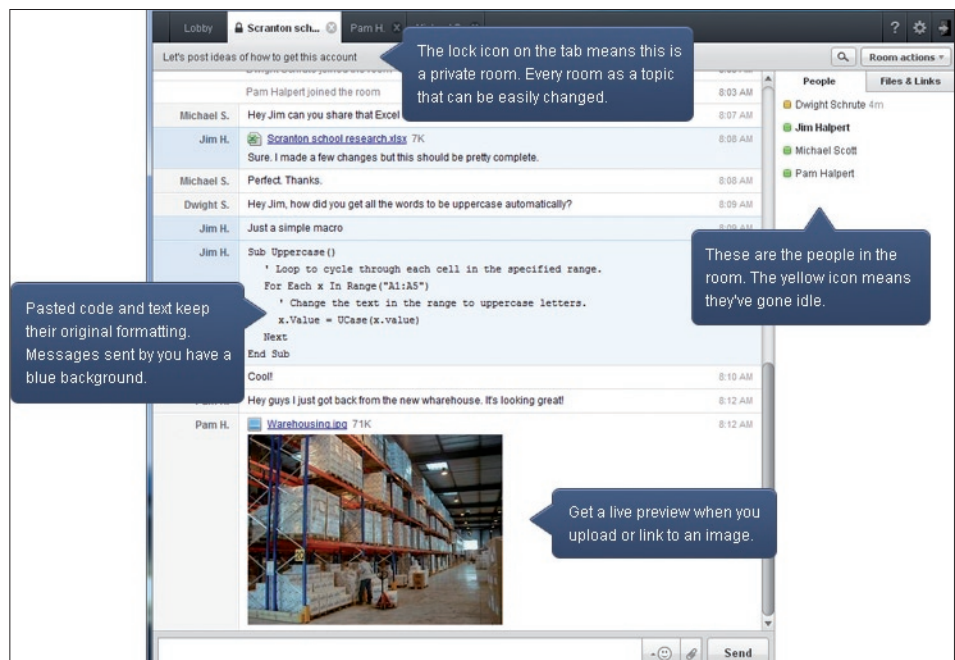 Lobby
Scranton sch...
Pam H.
Let's post ideas of how to get this account
Room actions
The lock icon on the tab means this is
a private room. Every room as a topic
that can be easily changed.
People
Files & Links
Pam Halpert joined the room
8:03 AM
Dwight Schrute 4m
Jim Halpert
Michael Scott
Pam Halpert
Michael S.
Hey Jim can you share that Excel
8:07 AM
Jim H.
Scranton school research.xlsx 7K
8:08 AM
Sure. I made a few changes but this should be pretty complete.
Michael S.
Perfect. Thanks.
8:08 AM
Dwight S.
Hey Jim, how did you get all the words to be uppercase automatically?
8:09 AM
Jim H.
Just a simple macro
8:09 AM
Jim H.
Sub Uppercase()
' Loop to cycle through each cell in the specified range.
For Each x In Range("A1:A5")
' Change the text in the range to uppercase letters.
x.Value = UCase(x.value)
Next
End Sub
These are the people in the
room. The yellow icon means
they've gone idle.
Pasted code and text keep
their original formatting.
Messages sent by you have a
blue background.
Cool!
8:10 AM
Hey guys I just got back from the new wharehouse. It's looking great!
8:12 AM
Pam H.
Warehousing.jpg 71K
8:12 AM
Get a live preview when you
upload or link to an image.
Send